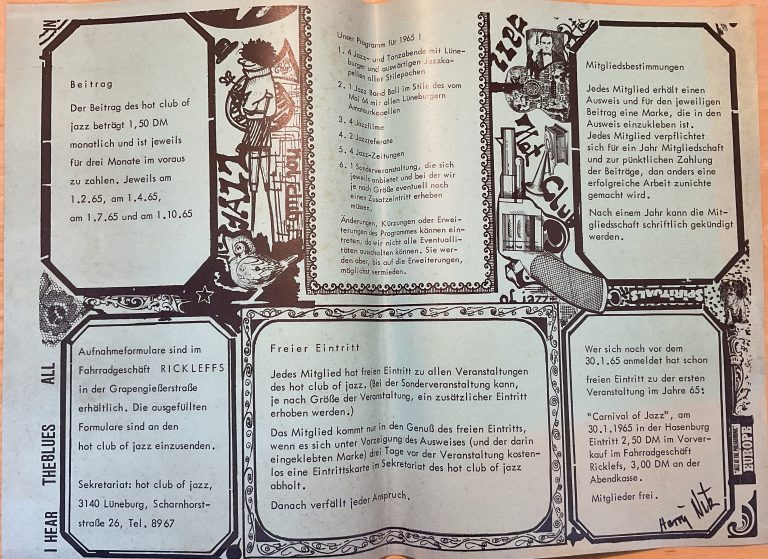 Beitrag
Der Beitrag des hot club of
jazz beträgt 1,50 DM
monatlich und ist jeweils
für drei Monate im voraus
zu zahlen. Jeweils am
1.2.65, am 1.4.65,
am 1.7.65 und am 1.10.65
JAZZ
hot club
Unser Programm für 1965 !
1. 4 Jazz- und Tanzabende mit Lüne-
burger und auswärtigen Jazzka-
pellen aller Stilepochen
2. 1 Jazz Band Ball im Stile des vom
Mai 64 mit allen Lüneburgern
Amateurkapellen
3. 4 Jazzfilme
4. 2 Jazzreferate
5. 4 Jazz-Zeitungen
6. 1 Sonderveranstaltung, die sich
jeweils anbietet und bei der wir
je nach Größe eventuell noch
einen Zusatzeintritt erheben
müssen.
Änderungen, Kürzungen oder Erwei-
terungen des Programmes können ein-
treten, da wir nicht alle Eventualli-
täten ausschalten können. Sie wer-
den aber, bis auf die Erweiterungen,
möglichst vermieden.
Jazz
Hot
Club
of jazz
Mitgliedsbestimmungen
Jedes Mitglied erhält einen
Ausweis und für den jeweiligen
Beitrag eine Marke, die in den
Ausweis einzukleben ist.
Jedes Mitglied verpflichtet
sich für ein Jahr Mitgliedschaft
und zur pünktlichen Zahlung
der Beiträge, dan anders eine
erfolgreiche Arbeit zunichte
gemacht wird.
Nach einem Jahr kann die Mit-
gliedsschaft schriftlich gekündigt
werden.
SPIRITUALS
I HEAR THEBLUES ALL
Aufnahmeformulare sind im
Fahrradgeschäft RICKLEFFS
in der Grapengießerstraße
erhältlich. Die ausgefüllten
Formulare sind an den
hot club of jazz einzusenden.
Sekretariat: hot club of jazz,
3140 Lüneburg, Scharnhorst-
straße 26, Tel. 8967
Freier Eintritt
Jedes Mitglied hat freien Eintritt zu allen Veranstaltungen
des hot club of jazz. (Bei der Sonderveranstaltung kann,
je nach Größe der Veranstaltung, ein zusätzlicher Eintritt
erhoben werden.)
Das Mitglied kommt nur in den Genuß des freien Eintritts,
wenn es sich unter Vorzeigung des Ausweises (und der darin
eingeklebten Marke) drei Tage vor der Veranstaltung kosten-
los eine Eintrittskarte im Sekretariat des hot club of jazz
abholt.
Danach verfällt jeder Anspruch.
Wer sich noch vor dem
30.1.65 anmeldet hat schon
freien Eintritt zu der ersten
Veranstaltung im Jahre 65:
"Carnival of Jazz", am
30.1.1965 in der Hasenburg
Eintritt 2,50 DM im Vorver-
kauf im Fahrradgeschäft
Ricklefs, 3,00 DM an der
Abendkasse.
Mitglieder frei.
EUROPE